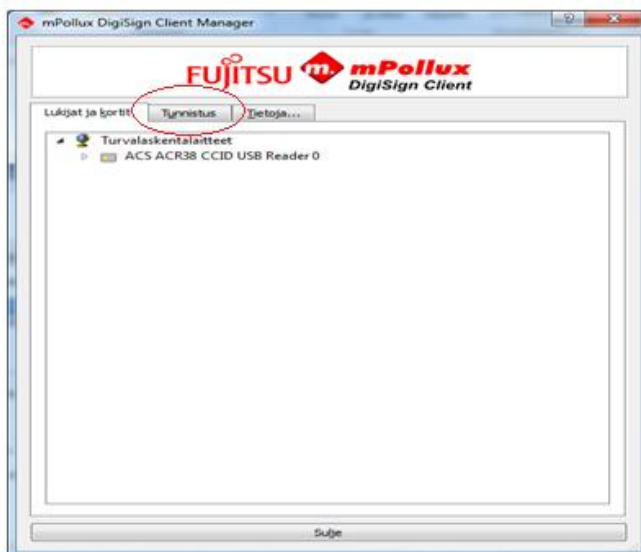 mPollux DigiSign Client Manager
FUJITSU m. mPollux
DigiSign Client
Lukijat ja kortit Tunnistus Tietoja...
Turvalaskentalaitteet
ACS ACR38 CCID USB Reader 0
Sulje